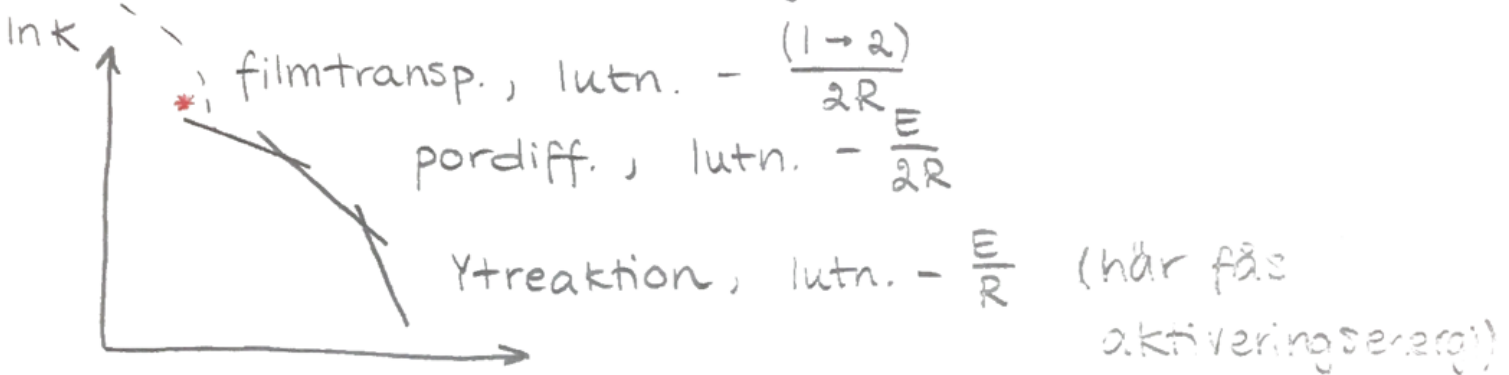 ln K
* filmtransp., lutn. - (1→2)/2R
pordiff., lutn. - E/2R
Ytreaktion, lutn. - E/R (här fås
aktiveringsenergi)